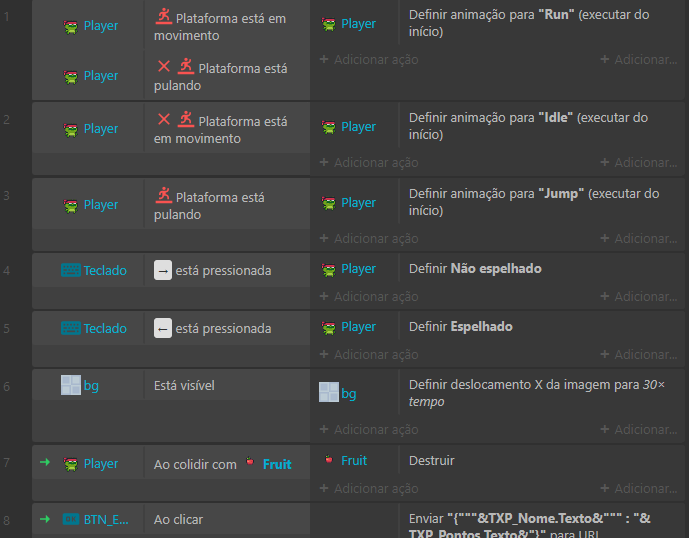 1
Player
Plataforma está em
movimento
Player
Definir animação para "Run" (executar do
início)
+ Adicionar ação
+ Adicionar...
Player
Plataforma está
pulando
2
Player
Plataforma está
em movimento
Player
Definir animação para "Idle" (executar do
início)
+ Adicionar ação
+ Adicionar...
3
Player
Plataforma está
pulando
Player
Definir animação para "Jump" (executar do
início)
+ Adicionar ação
+ Adicionar...
4
Teclado
→ está pressionada
Player
Definir Não espelhado
+ Adicionar ação
+ Adicionar...
5
Teclado
← está pressionada
Player
Definir Espelhado
+ Adicionar ação
+ Adicionar...
6
bg
Está visível
bg
Definir deslocamento X da imagem para 30×
tempo
+ Adicionar ação
+ Adicionar...
7
Player
Ao colidir com Fruit
Fruit
Destruir
+ Adicionar ação
+ Adicionar...
8
BTN_E...
Ao clicar
Enviar "{"""&TXP_Nome.Texto&""" : "&
TXP_Pontos.Texto&"}" para URL